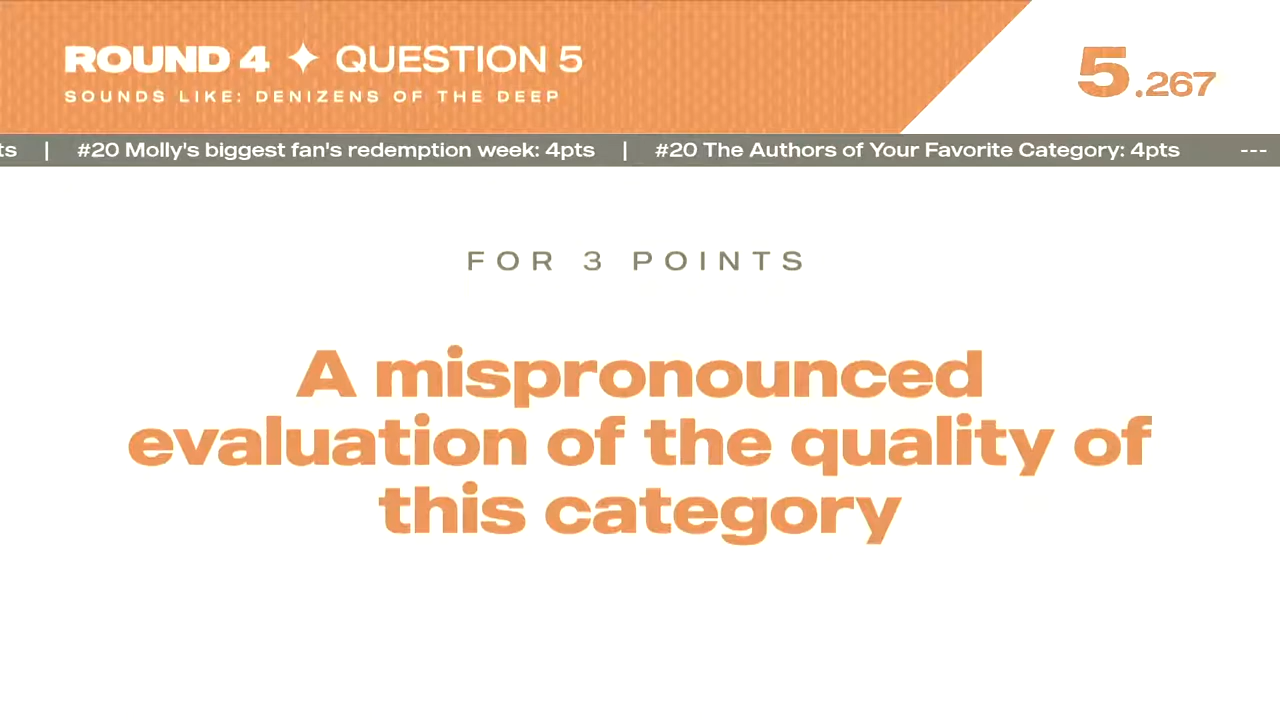 ROUND 4 ✦ QUESTION 5
SOUNDS LIKE: DENIZENS OF THE DEEP
5.267
ts | #20 Molly's biggest fan's redemption week: 4pts | #20 The Authors of Your Favorite Category: 4pts ---
FOR 3 POINTS
A mispronounced
evaluation of the quality of
this category